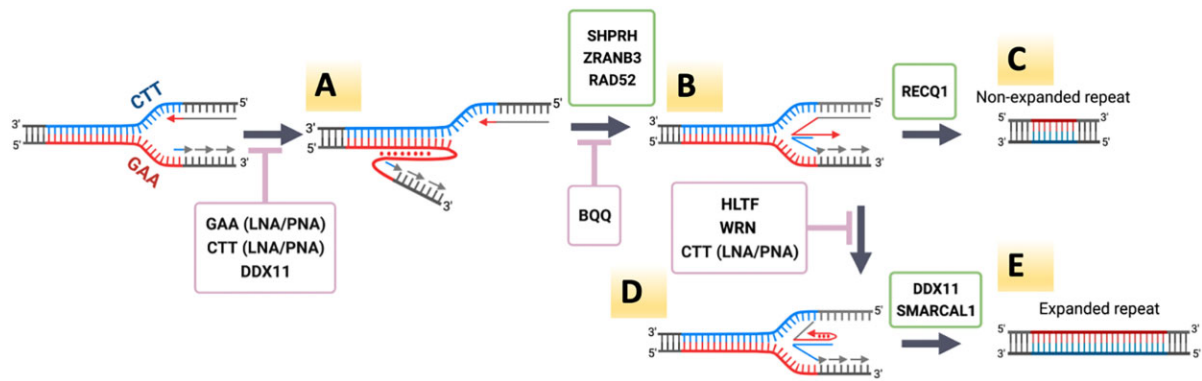 CTT
GAA
3'
5'
5'
3'
GAA (LNA/PNA)
CTT (LNA/PNA)
DDX11
A
3'
5'
5'
3'
SHPRH
ZRANB3
RAD52
BQQ
B
3'
5'
5'
3'
RECQ1
C
Non-expanded repeat
3'
5'
5'
3'
HLTF
WRN
CTT (LNA/PNA)
D
3'
5'
5'
3'
DDX11
SMARCAL1
E
Expanded repeat
3'
5'
5'
3'